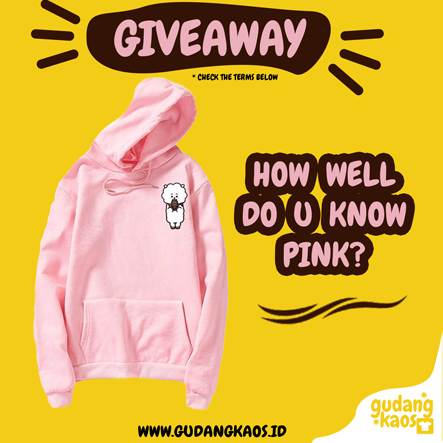 GIVEAWAY
* CHECK THE TERMS BELOW
HOW WELL
DO U KNOW
PINK?
gudang
kaos
WWW.GUDANGKAOS.ID